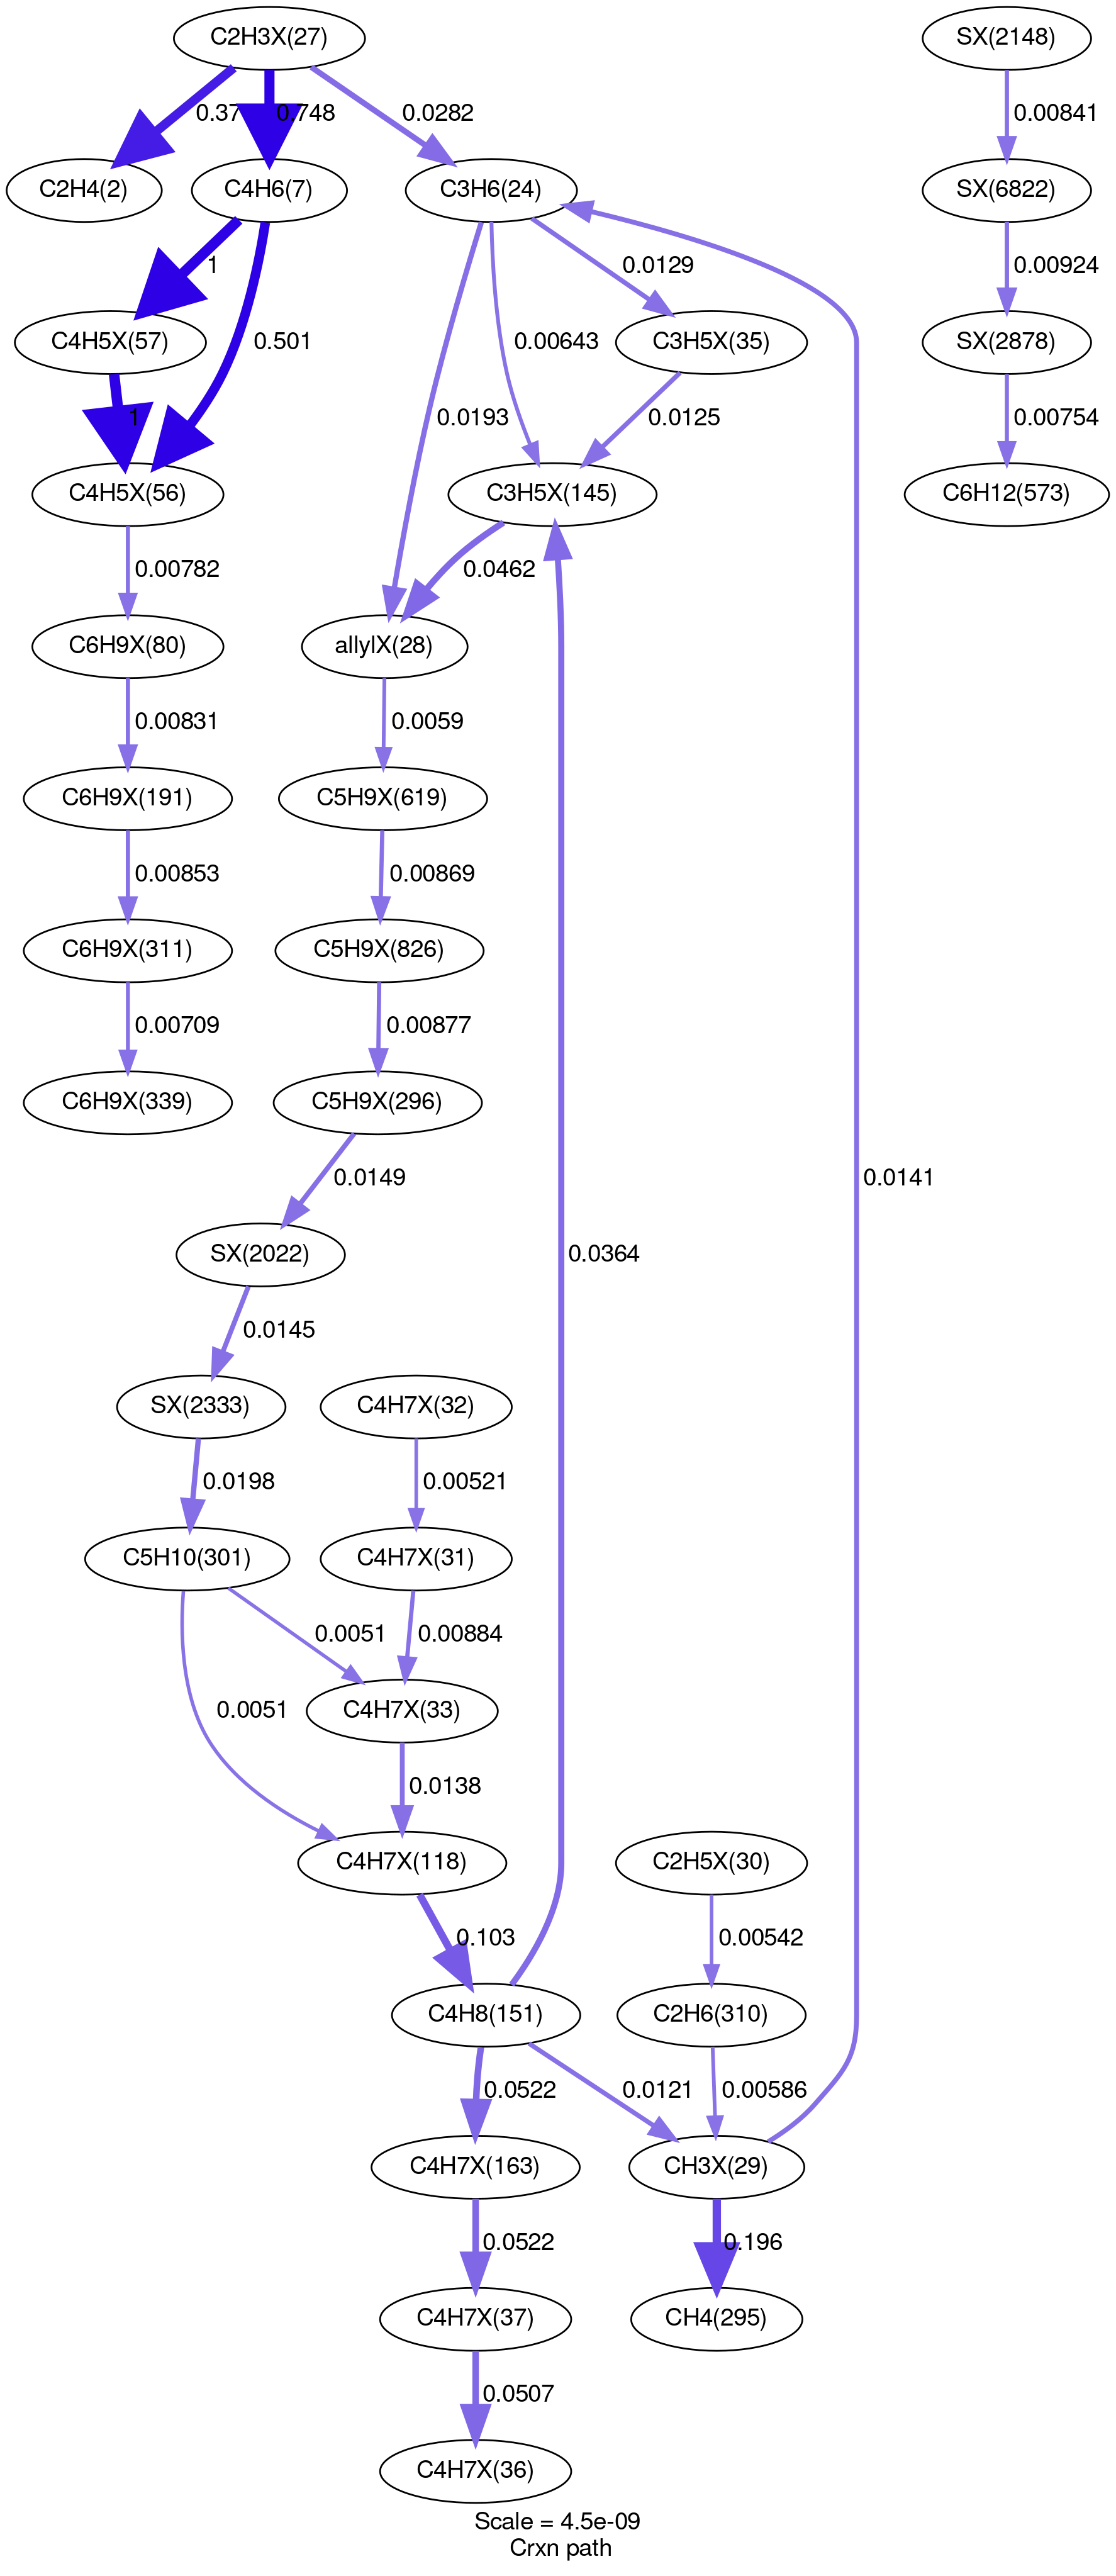 C2H3X(27)
SX(2148)
0.37
0.748
0.0282
0.00841
C2H4(2)
C4H6(7)
C3H6(24)
SX(6822)
1
0.501
0.00643
0.0129
0.00924
C4H5X(57)
C3H5X(35)
SX(2878)
1
0.0193
0.0125
0.00754
C4H5X(56)
C3H5X(145)
C6H12(573)
0.00782
0.0462
C6H9X(80)
allylX(28)
0.00831
0.0059
C6H9X(191)
C5H9X(619)
0.00853
0.00869
C6H9X(311)
C5H9X(826)
0.00709
0.00877
C6H9X(339)
C5H9X(296)
0.0149
0.0141
SX(2022)
0.0364
0.0145
SX(2333)
C4H7X(32)
0.0198
0.00521
C5H10(301)
C4H7X(31)
0.0051
0.00884
0.0051
C4H7X(33)
0.0138
C4H7X(118)
C2H5X(30)
0.103
0.00542
C4H8(151)
C2H6(310)
0.0522
0.0121
0.00586
C4H7X(163)
CH3X(29)
0.0522
0.196
C4H7X(37)
CH4(295)
0.0507
C4H7X(36)
Scale = 4.5e-09
Crxn path